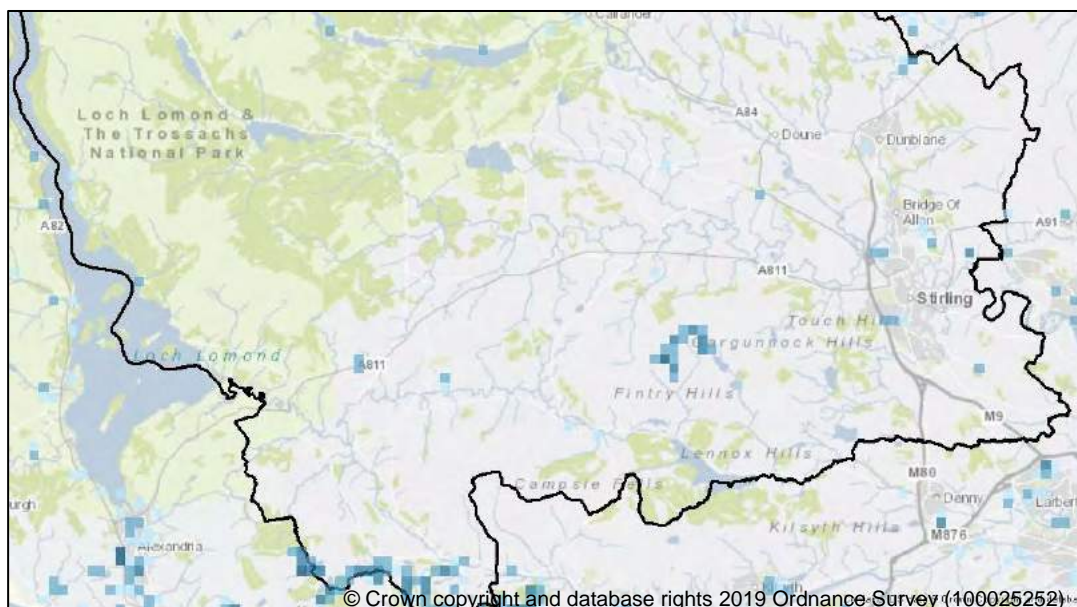 Callander
Loch Lomond &
The Trossachs
National Park
A84
Doune
Dunblane
Bridge Of
Allan
A82
A91
A811
Stirling
Touch Hills
Gargunnock Hills
Loch Lomond
A811
Fintry Hills
M9
Lennox Hills
Campsie Fells
M80
Denny
Larbert
Kilsyth Hills
M876
Alexandria
© Crown copyright and database rights 2019 Ordnance Survey (100025252)